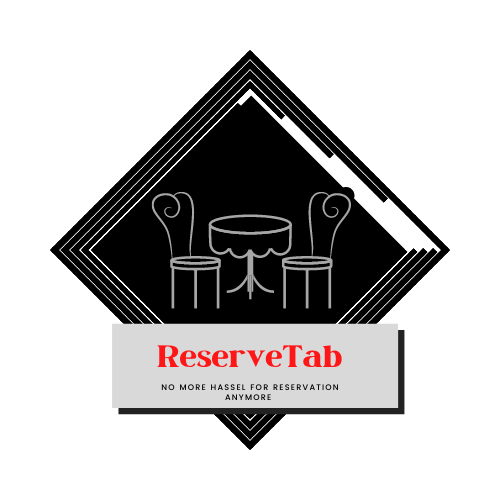 ReserveTab
NO MORE HASSEL FOR RESERVATION
ANYMORE